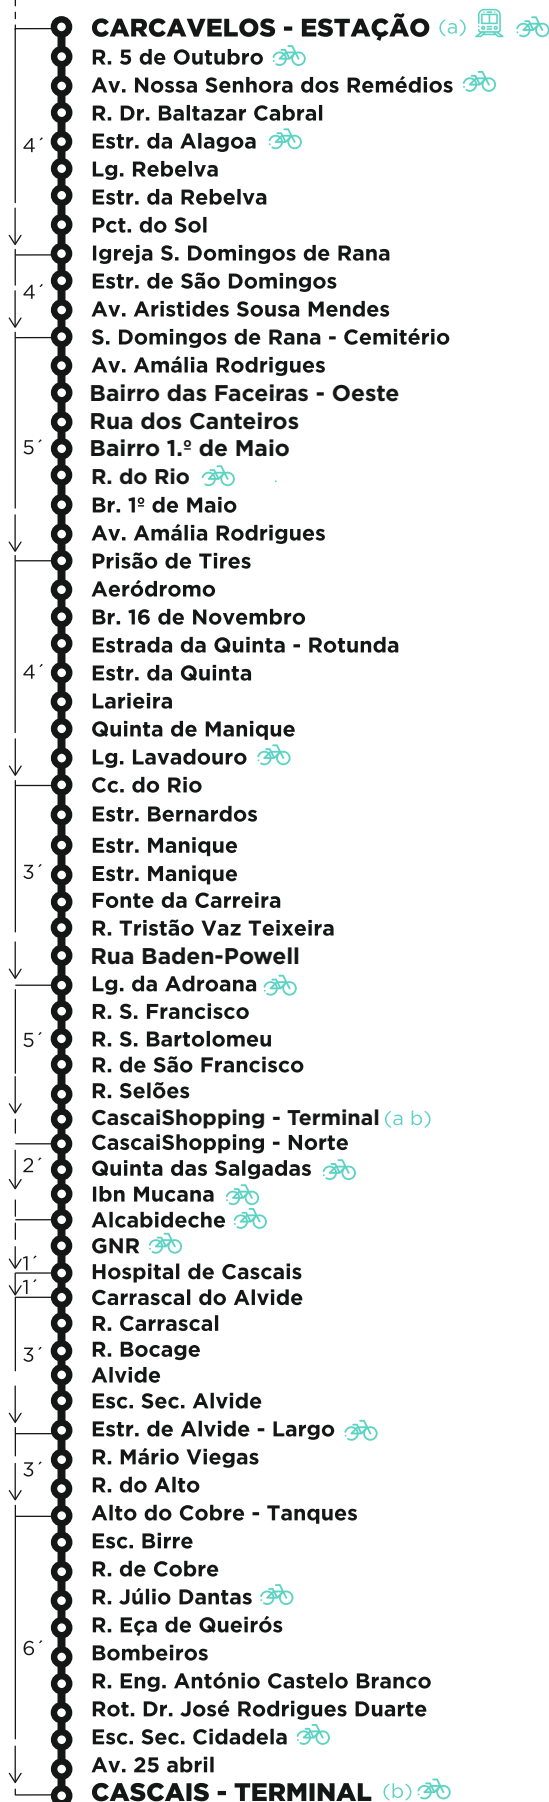 CARCAVELOS - ESTAÇÃO (a)
R. 5 de Outubro
Av. Nossa Senhora dos Remédios
R. Dr. Baltazar Cabral
4´ Estr. da Alagoa
Lg. Rebelva
Estr. da Rebelva
Pct. do Sol
Igreja S. Domingos de Rana
Estr. de São Domingos
4´
Av. Aristides Sousa Mendes
S. Domingos de Rana - Cemitério
Av. Amália Rodrigues
Bairro das Faceiras - Oeste
Rua dos Canteiros
5´ Bairro 1.º de Maio
R. do Rio
Br. 1º de Maio
Av. Amália Rodrigues
Prisão de Tires
Aeródromo
Br. 16 de Novembro
Estrada da Quinta - Rotunda
4´ Estr. da Quinta
Larieira
Quinta de Manique
Lg. Lavadouro
Cc. do Rio
Estr. Bernardos
Estr. Manique
3´ Estr. Manique
Fonte da Carreira
R. Tristão Vaz Teixeira
Rua Baden-Powell
Lg. da Adroana
R. S. Francisco
5´ R. S. Bartolomeu
R. de São Francisco
R. Selões
CascaiShopping - Terminal (a b)
CascaiShopping - Norte
2´ Quinta das Salgadas
Ibn Mucana
Alcabideche
GNR
1´
Hospital de Cascais
1´
Carrascal do Alvide
R. Carrascal
3´ R. Bocage
Alvide
Esc. Sec. Alvide
Estr. de Alvide - Largo
R. Mário Viegas
3´
R. do Alto
Alto do Cobre - Tanques
Esc. Birre
R. de Cobre
R. Júlio Dantas
R. Eça de Queirós
6´ Bombeiros
R. Eng. António Castelo Branco
Rot. Dr. José Rodrigues Duarte
Esc. Sec. Cidadela
Av. 25 abril
CASCAIS - TERMINAL (b)